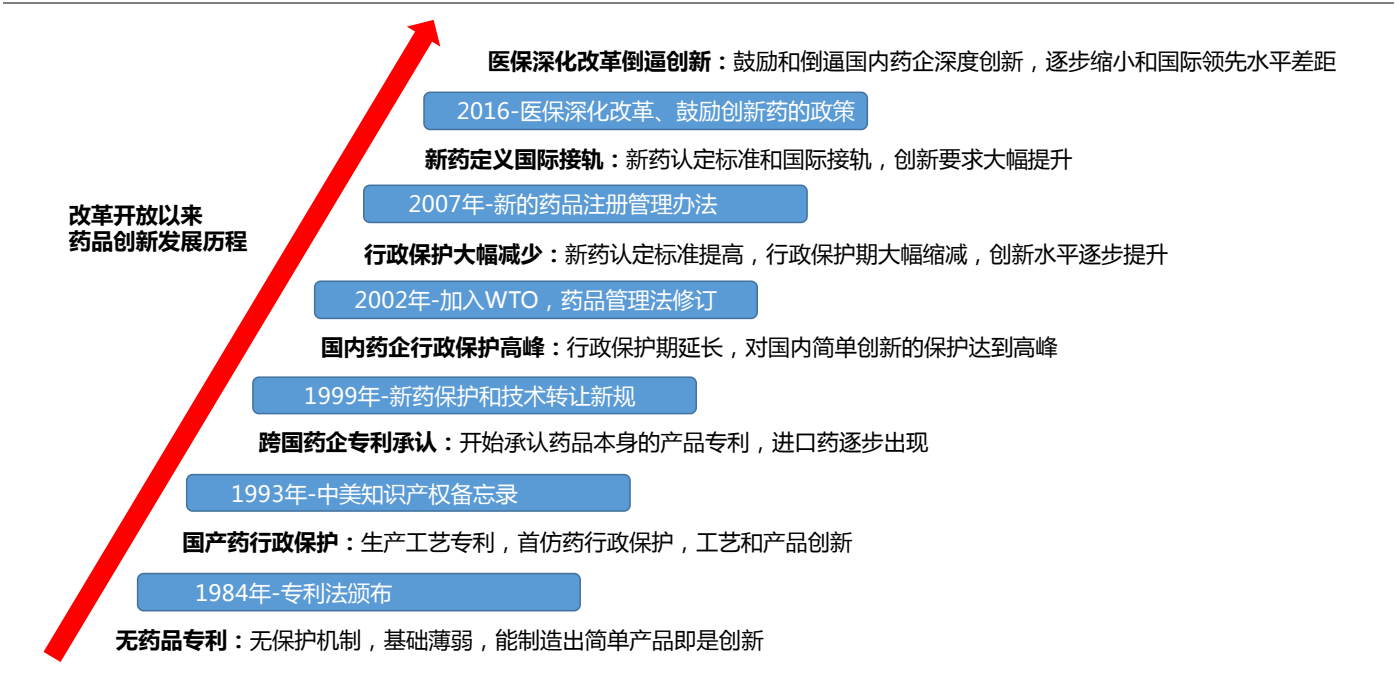 医保深化改革倒逼创新：鼓励和倒逼国内药企深度创新，逐步缩小和国际领先水平差距
2016-医保深化改革、鼓励创新药的政策
新药定义国际接轨：新药认定标准和国际接轨，创新要求大幅提升
2007年-新的药品注册管理办法
改革开放以来
药品创新发展历程
行政保护大幅减少：新药认定标准提高，行政保护期大幅缩减，创新水平逐步提升
2002年-加入WTO，药品管理法修订
国内药企行政保护高峰：行政保护期延长，对国内简单创新的保护达到高峰
1999年-新药保护和技术转让新规
跨国药企专利承认：开始承认药品本身的产品专利，进口药逐步出现
1993年-中美知识产权备忘录
国产药行政保护：生产工艺专利，首仿药行政保护，工艺和产品创新
1984年-专利法颁布
无药品专利：无保护机制，基础薄弱，能制造出简单产品即是创新